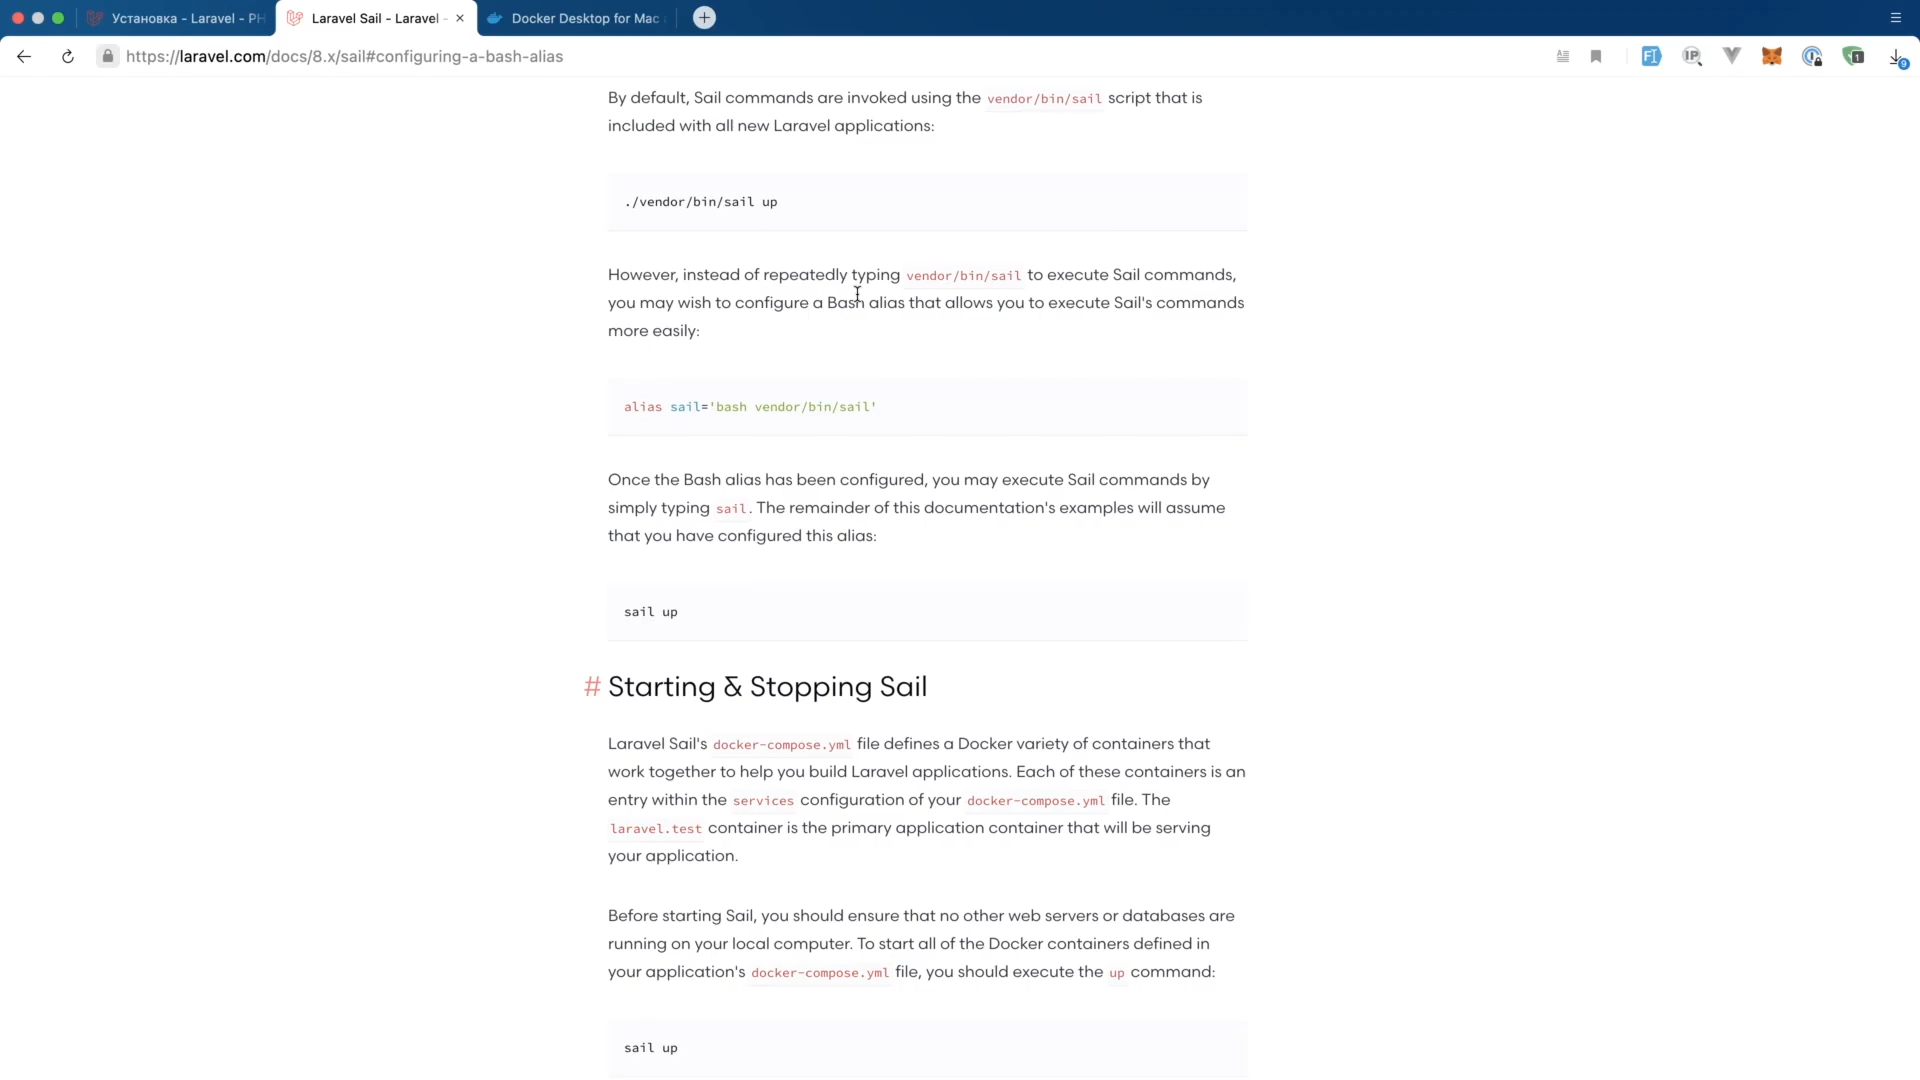 Установка - Laravel - PH
Laravel Sail - Laravel -
Docker Desktop for Mac
https://laravel.com/docs/8.x/sail#configuring-a-bash-alias
By default, Sail commands are invoked using the vendor/bin/sail script that is
included with all new Laravel applications:
./vendor/bin/sail up
However, instead of repeatedly typing vendor/bin/sail to execute Sail commands,
you may wish to configure a Bash alias that allows you to execute Sail's commands
more easily:
alias sail='bash vendor/bin/sail'
Once the Bash alias has been configured, you may execute Sail commands by
simply typing sail. The remainder of this documentation's examples will assume
that you have configured this alias:
sail up
# Starting & Stopping Sail
Laravel Sail's docker-compose.yml file defines a Docker variety of containers that
work together to help you build Laravel applications. Each of these containers is an
entry within the services configuration of your docker-compose.yml file. The
laravel.test container is the primary application container that will be serving
your application.
Before starting Sail, you should ensure that no other web servers or databases are
running on your local computer. To start all of the Docker containers defined in
your application's docker-compose.yml file, you should execute the up command:
sail up